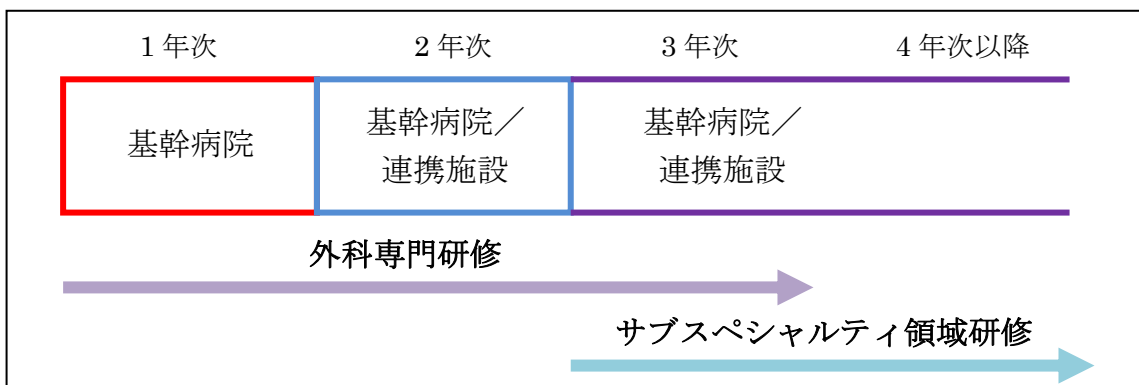 1 年次 2 年次 3 年次 4 年次以降
基幹病院
基幹病院／
連携施設
基幹病院／
連携施設
外科専門研修
サブスペシャルティ領域研修